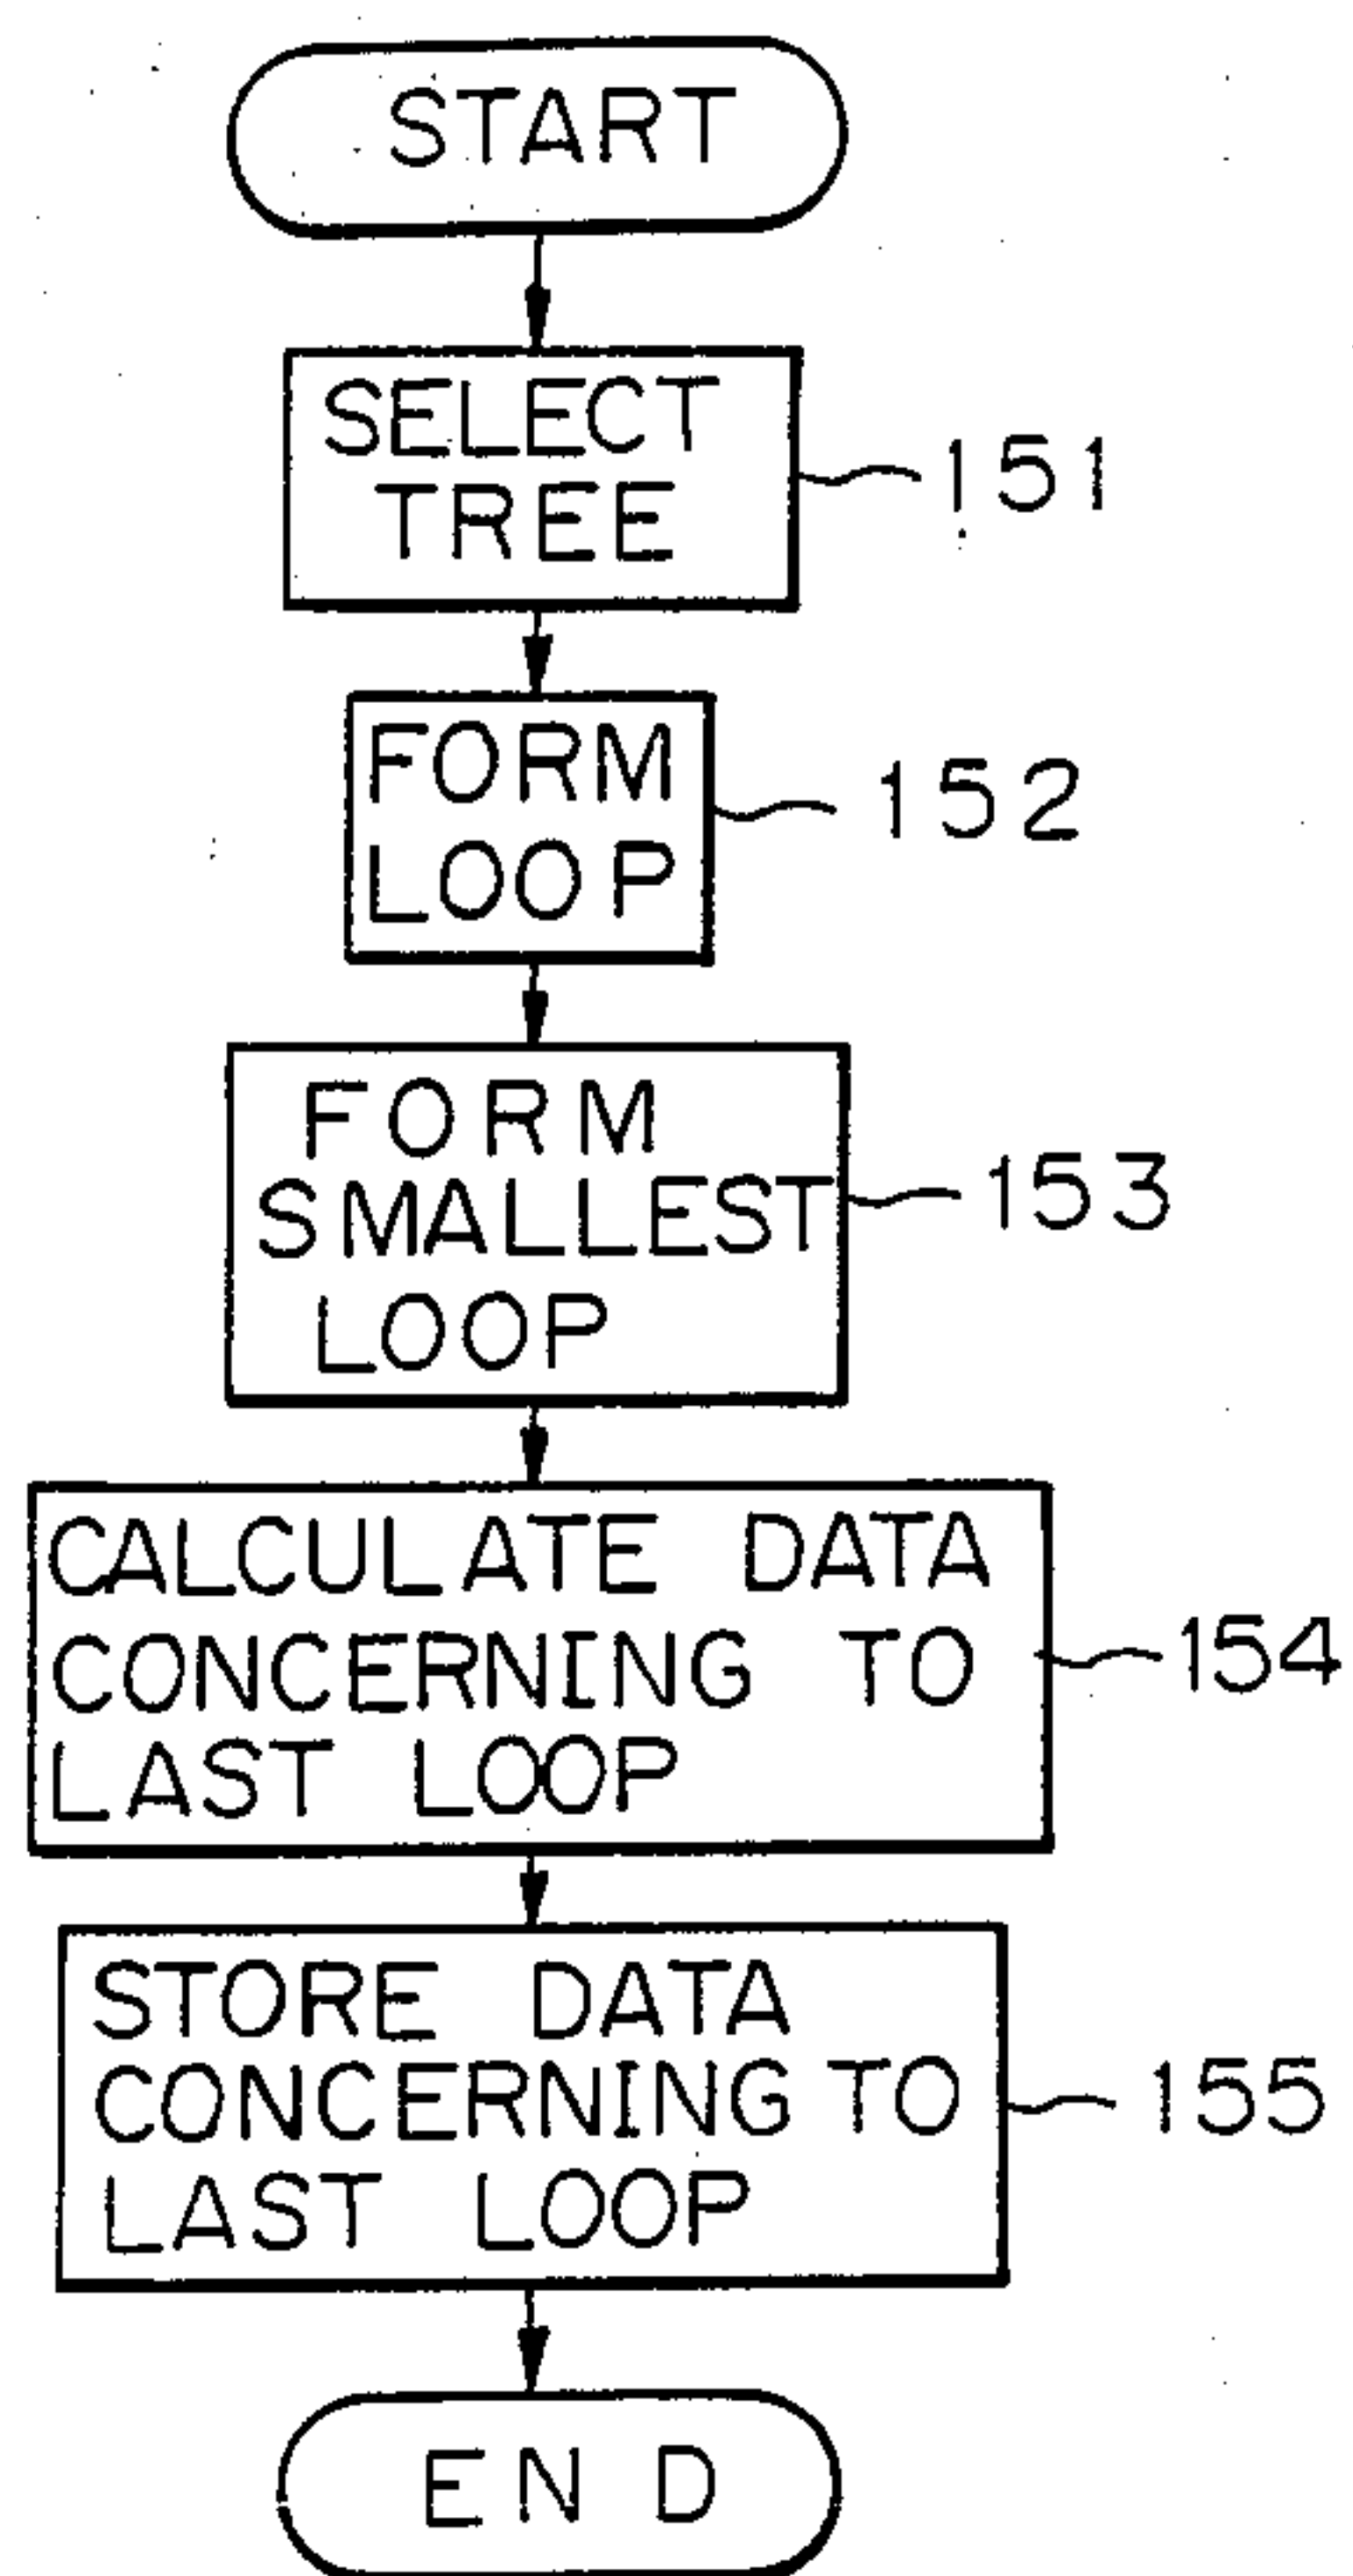 START
SELECT
TREE
151
FORM
LOOP
152
FORM
SMALLEST
LOOP
153
CALCULATE DATA
CONCERNING TO
LAST LOOP
154
STORE DATA
CONCERNING TO
LAST LOOP
155
END